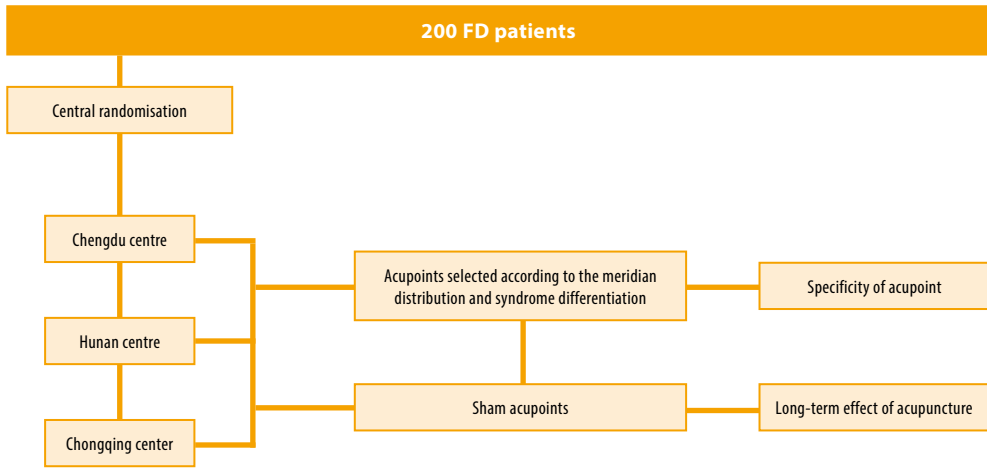 200 FD patients
Central randomisation
Chengdu centre
Acupoints selected according to the meridian
distribution and syndrome differentiation
Specificity of acupoint
Hunan centre
Sham acupoints
Long-term effect of acupuncture
Chongqing center